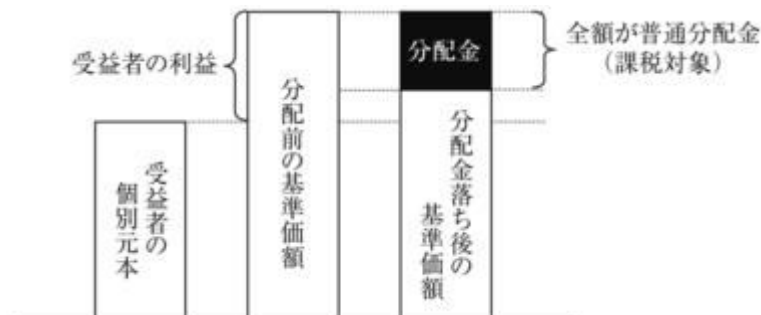 受益者の利益
受益者の
個別元本
分配前の基準価額
分配金
分配金落ち後の
基準価額
全額が普通分配金
(課税対象)